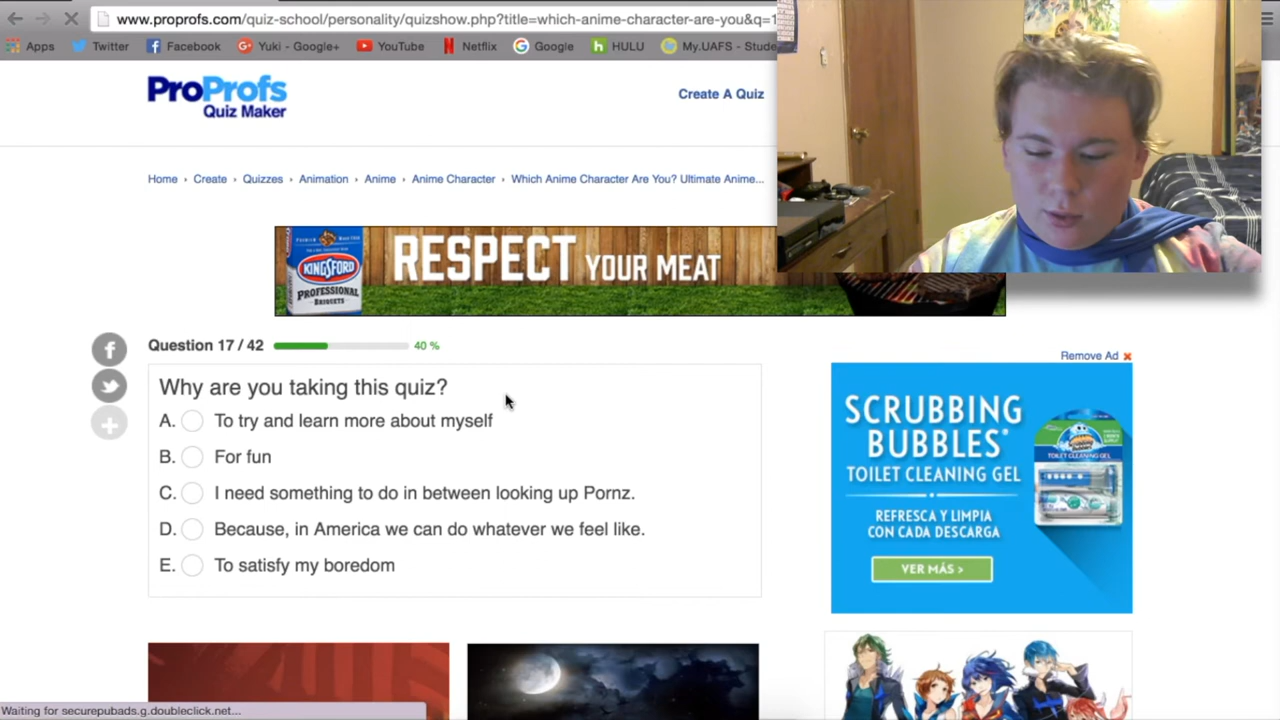 www.proprofs.com/quiz-school/personality/quizshow.php?title=which-anime-character-are-you&q=1
Apps Twitter Facebook Yuki - Google+ YouTube Netflix Google HULU My.UAFS - Stude
ProProfs
Quiz Maker
Create A Quiz
Home › Create › Quizzes › Animation › Anime › Anime Character › Which Anime Character Are You? Ultimate Anime...
KINGSFORD
PROFESSIONAL
BRIQUETS
RESPECT YOUR MEAT
Question 17 / 42 40 %
Remove Ad x
Why are you taking this quiz?
A. To try and learn more about myself
B. For fun
C. I need something to do in between looking up Pornz.
D. Because, in America we can do whatever we feel like.
E. To satisfy my boredom
SCRUBBING
BUBBLES®
TOILET CLEANING GEL
REFRESCA Y LIMPIA
CON CADA DESCARGA
VER MÁS >
Waiting for securepubads.g.doubleclick.net...